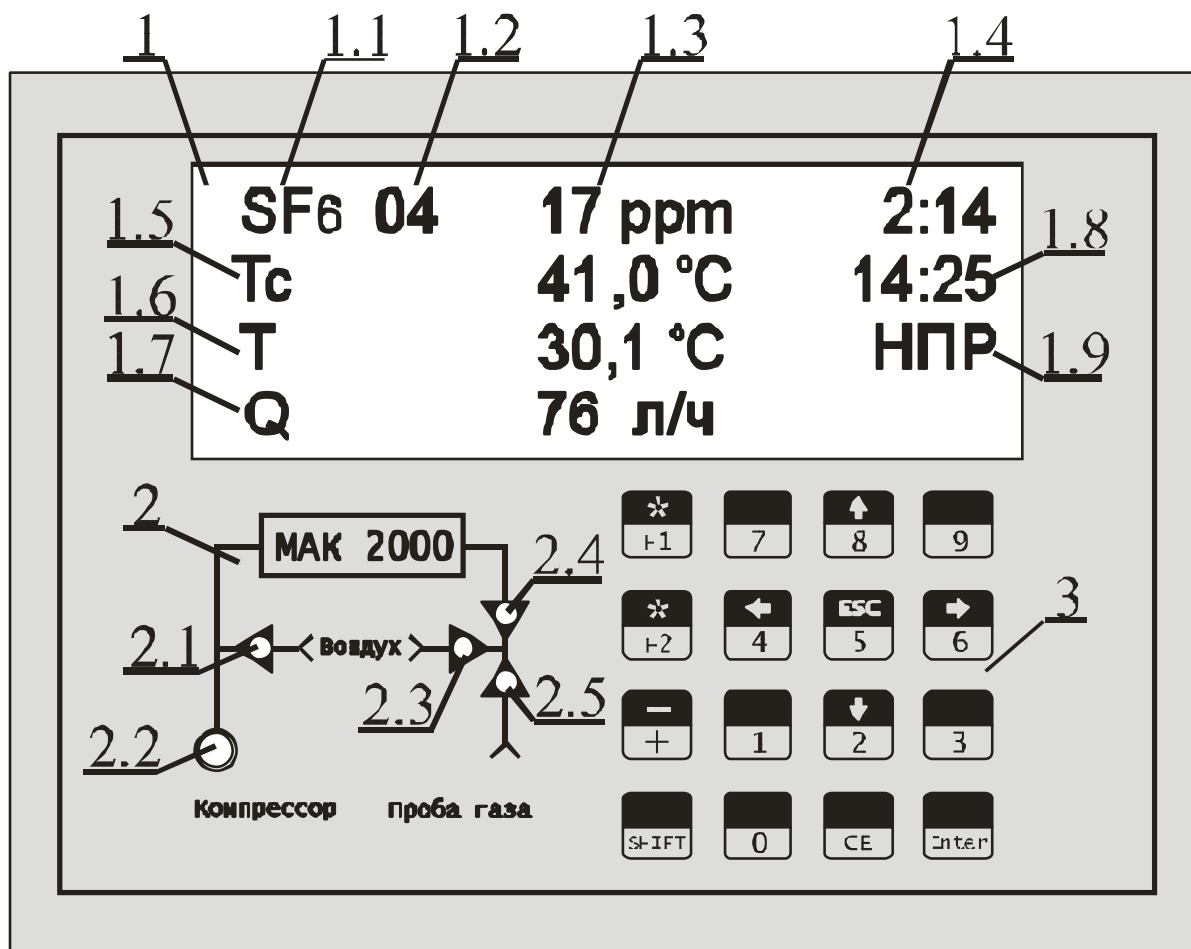 1 1.1 1.2 1.3 1.4
SF6 04 17 ppm 2:14
1.5 Tc 41,0 °C 14:25 1.8
1.6 T 30,1 °C НПР 1.9
1.7 Q 76 л/ч
2 МАК 2000 2.4
2.1 Воздух 2.3 2.5
2.2
Компрессор Проба газа
* 7 8 9
F1
* 4 ESC 6
F2 5
− 1 2 3
+
SHIFT 0 CE Enter
3